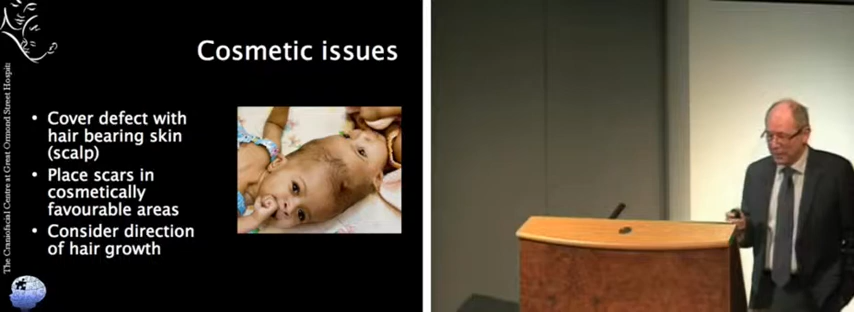 Cosmetic issues
• Cover defect with
hair bearing skin
(scalp)
• Place scars in
cosmetically
favourable areas
• Consider direction
of hair growth
The Craniofacial Centre at Great Ormond Street